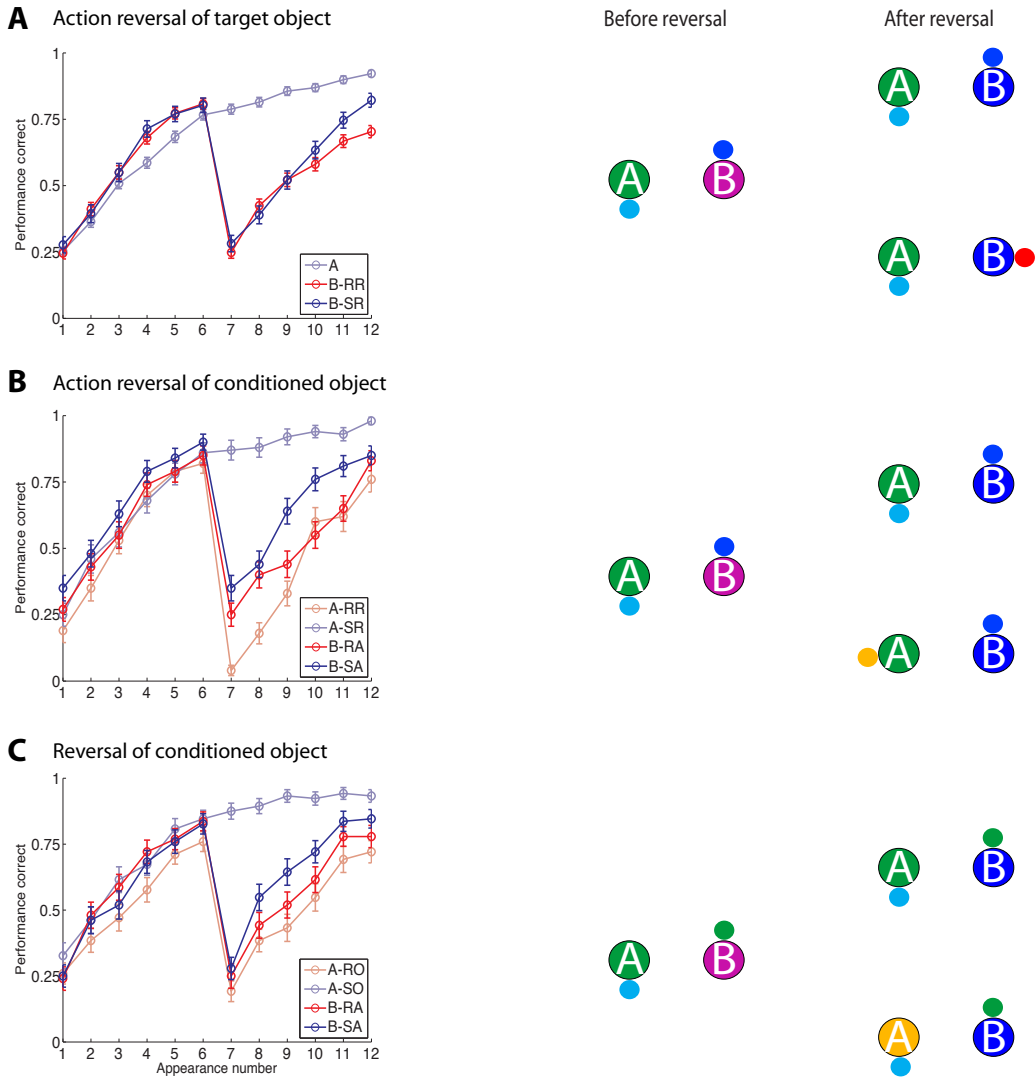 A Action reversal of target object
Before reversal
After reversal
1
0.75
0.5
0.25
0
Performance correct
1 2 3 4 5 6 7 8 9 10 11 12
A
B-RR
B-SR
A B
A B
A B
B Action reversal of conditioned object
1
0.75
0.5
0.25
0
Performance correct
1 2 3 4 5 6 7 8 9 10 11 12
A-RR
A-SR
B-RA
B-SA
A B
A B
A B
C Reversal of conditioned object
1
0.75
0.5
0.25
0
Performance correct
1 2 3 4 5 6 7 8 9 10 11 12
Appearance number
A-RO
A-SO
B-RA
B-SA
A B
A B
A B